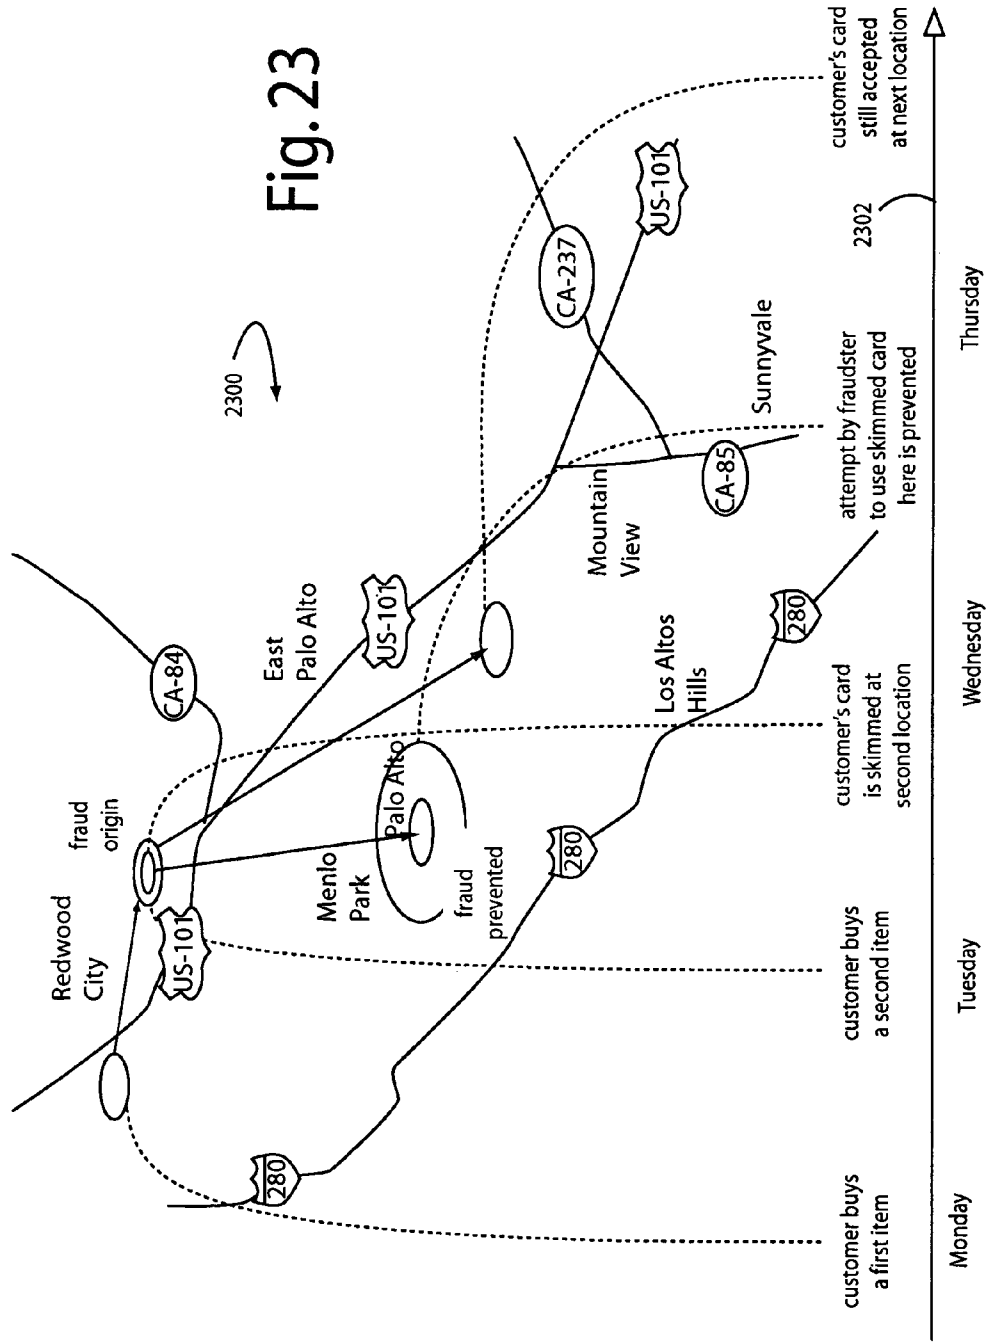 Fig. 23
2300
Redwood
City
fraud
origin
CA-84
US-101
East
Palo Alto
US-101
Menlo
Park
Palo Alto
fraud
prevented
CA-237
US-101
Mountain
View
CA-85
Sunnyvale
Los Altos
Hills
280
280
280
customer buys
a first item
customer buys
a second item
customer's card
is skimmed at
second location
attempt by fraudster
to use skimmed card
here is prevented
customer's card
still accepted
at next location
2302
Monday
Tuesday
Wednesday
Thursday